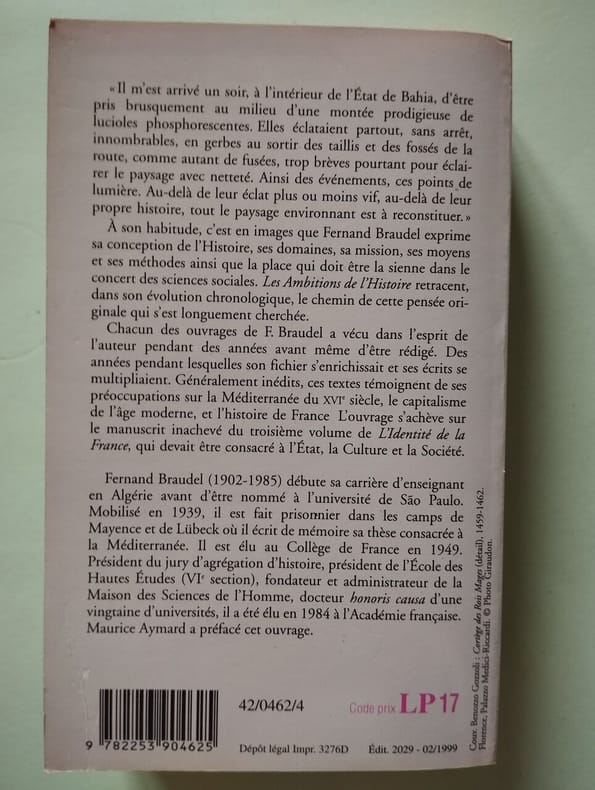 « Il m'est arrivé un soir, à l'intérieur de l'État de Bahia, d'être
pris brusquement au milieu d'une montée prodigieuse de
lucioles phosphorescentes. Elles éclataient partout, sans arrêt,
innombrables, en gerbes au sortir des taillis et des fossés de la
route, comme autant de fusées, trop brèves pourtant pour éclai-
rer le paysage avec netteté. Ainsi des événements, ces points de
lumière. Au-delà de leur éclat plus ou moins vif, au-delà de leur
propre histoire, tout le paysage environnant est à reconstituer. »
À son habitude, c'est en images que Fernand Braudel exprime
sa conception de l'Histoire, ses domaines, sa mission, ses moyens
et ses méthodes ainsi que la place qui doit être la sienne dans le
concert des sciences sociales. Les Ambitions de l'Histoire retracent,
dans son évolution chronologique, le chemin de cette pensée ori-
ginale qui s'est longuement cherchée.
Chacun des ouvrages de F. Braudel a vécu dans l'esprit de
l'auteur pendant des années avant même d'être rédigé. Des
années pendant lesquelles son fichier s'enrichissait et ses écrits se
multipliaient. Généralement inédits, ces textes témoignent de ses
préoccupations sur la Méditerranée du XVIe siècle, le capitalisme
de l'âge moderne, et l'histoire de France L'ouvrage s'achève sur
le manuscrit inachevé du troisième volume de L'Identité de la
France, qui devait être consacré à l'État, la Culture et la Société.
Fernand Braudel (1902-1985) débute sa carrière d'enseignant
en Algérie avant d'être nommé à l'université de São Paulo.
Mobilisé en 1939, il est fait prisonnier dans les camps de
Mayence et de Lübeck où il écrit de mémoire sa thèse consacrée à
la Méditerranée. Il est élu au Collège de France en 1949.
Président du jury d'agrégation d'histoire, président de l'École des
Hautes Études (VIe section), fondateur et administrateur de la
Maison des Sciences de l'Homme, docteur honoris causa d'une
vingtaine d'universités, il a été élu en 1984 à l'Académie française.
Maurice Aymard a préfacé cet ouvrage.
Couv. Benozzo Gozzoli : Cortège des Rois Mages (détail), 1459-1462.
Florence, Palazzo Medici-Riccardi. © Photo Giraudon.
42/0462/4
Code prix LP 17
9 782253 904625
Dépôt légal Impr. 3276D Édit. 2029 - 02/1999